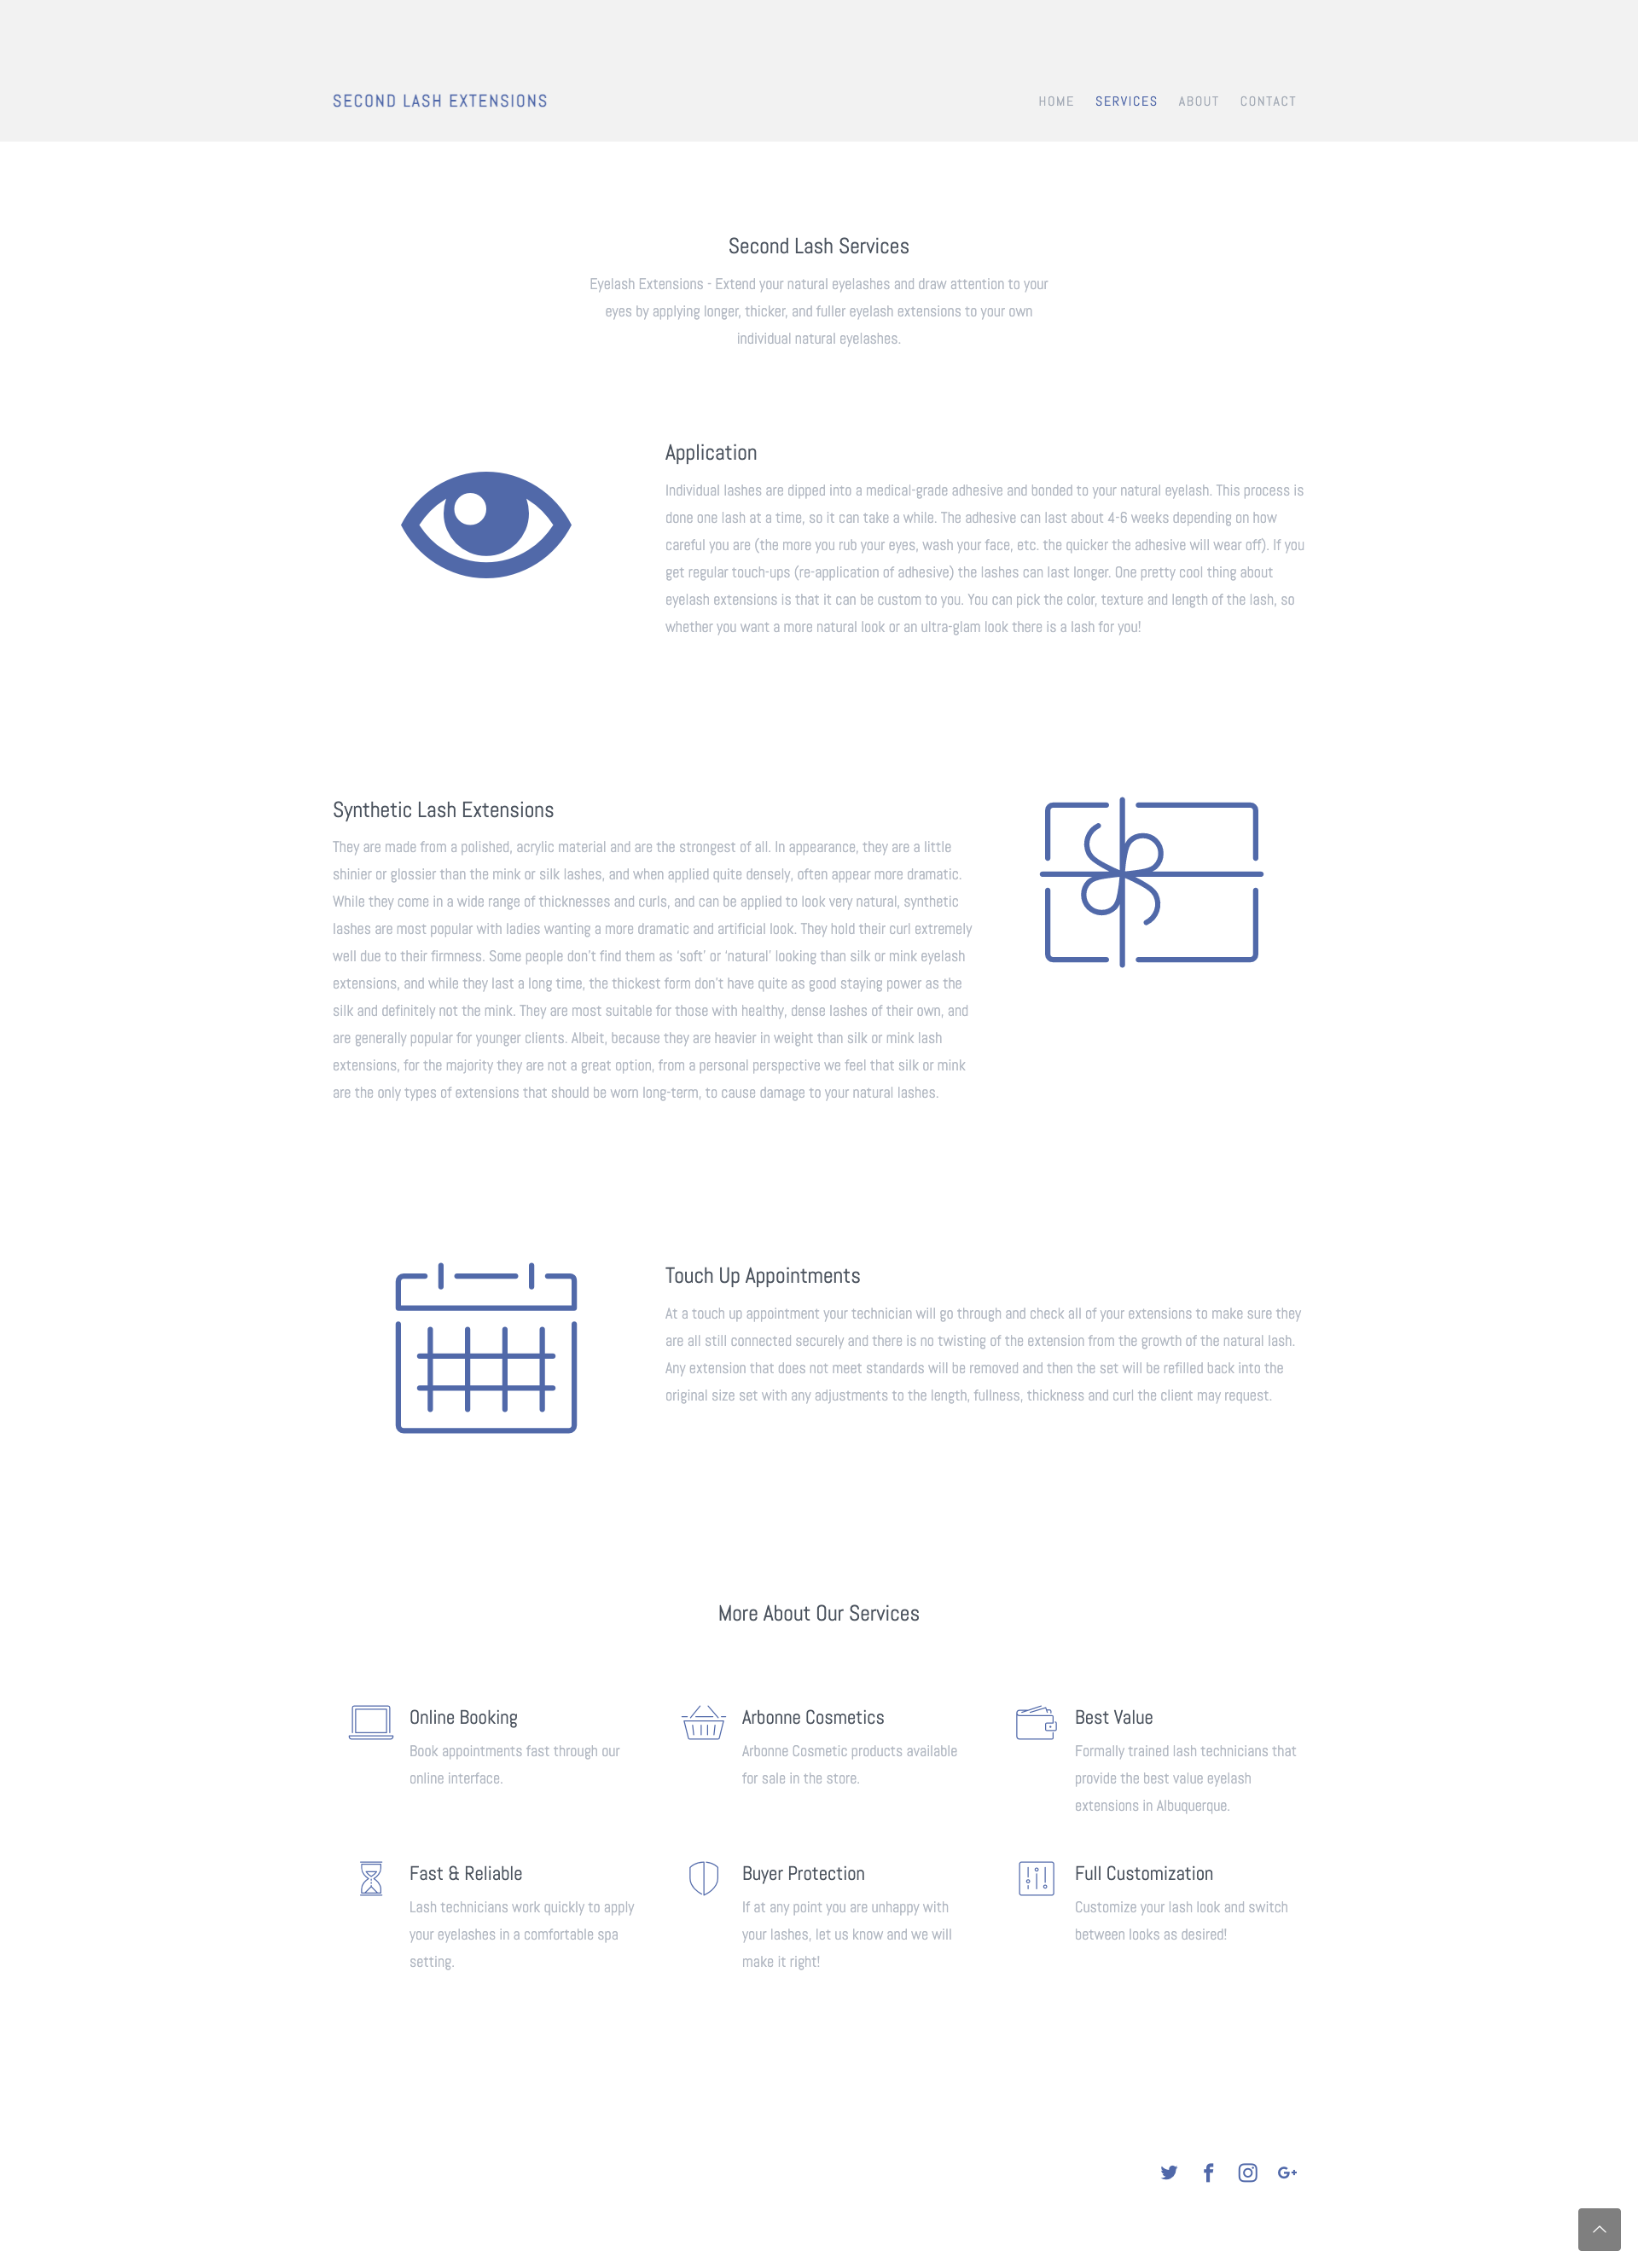 SECOND LASH EXTENSIONS
HOME SERVICES ABOUT CONTACT
Second Lash Services
Eyelash Extensions - Extend your natural eyelashes and draw attention to your
eyes by applying longer, thicker, and fuller eyelash extensions to your own
individual natural eyelashes.
Application
Individual lashes are dipped into a medical-grade adhesive and bonded to your natural eyelash. This process is
done one lash at a time, so it can take a while. The adhesive can last about 4-6 weeks depending on how
careful you are (the more you rub your eyes, wash your face, etc. the quicker the adhesive will wear off). If you
get regular touch-ups (re-application of adhesive) the lashes can last longer. One pretty cool thing about
eyelash extensions is that it can be custom to you. You can pick the color, texture and length of the lash, so
whether you want a more natural look or an ultra-glam look there is a lash for you!
Synthetic Lash Extensions
They are made from a polished, acrylic material and are the strongest of all. In appearance, they are a little
shinier or glossier than the mink or silk lashes, and when applied quite densely, often appear more dramatic.
While they come in a wide range of thicknesses and curls, and can be applied to look very natural, synthetic
lashes are most popular with ladies wanting a more dramatic and artificial look. They hold their curl extremely
well due to their firmness. Some people don't find them as ‘soft’ or ‘natural’ looking than silk or mink eyelash
extensions, and while they last a long time, the thickest form don't have quite as good staying power as the
silk and definitely not the mink. They are most suitable for those with healthy, dense lashes of their own, and
are generally popular for younger clients. Albeit, because they are heavier in weight than silk or mink lash
extensions, for the majority they are not a great option, from a personal perspective we feel that silk or mink
are the only types of extensions that should be worn long-term, to cause damage to your natural lashes.
Touch Up Appointments
At a touch up appointment your technician will go through and check all of your extensions to make sure they
are all still connected securely and there is no twisting of the extension from the growth of the natural lash.
Any extension that does not meet standards will be removed and then the set will be refilled back into the
original size set with any adjustments to the length, fullness, thickness and curl the client may request.
More About Our Services
Online Booking
Book appointments fast through our
online interface.
Arbonne Cosmetics
Arbonne Cosmetic products available
for sale in the store.
Best Value
Formally trained lash technicians that
provide the best value eyelash
extensions in Albuquerque.
Fast & Reliable
Lash technicians work quickly to apply
your eyelashes in a comfortable spa
setting.
Buyer Protection
If at any point you are unhappy with
your lashes, let us know and we will
make it right!
Full Customization
Customize your lash look and switch
between looks as desired!